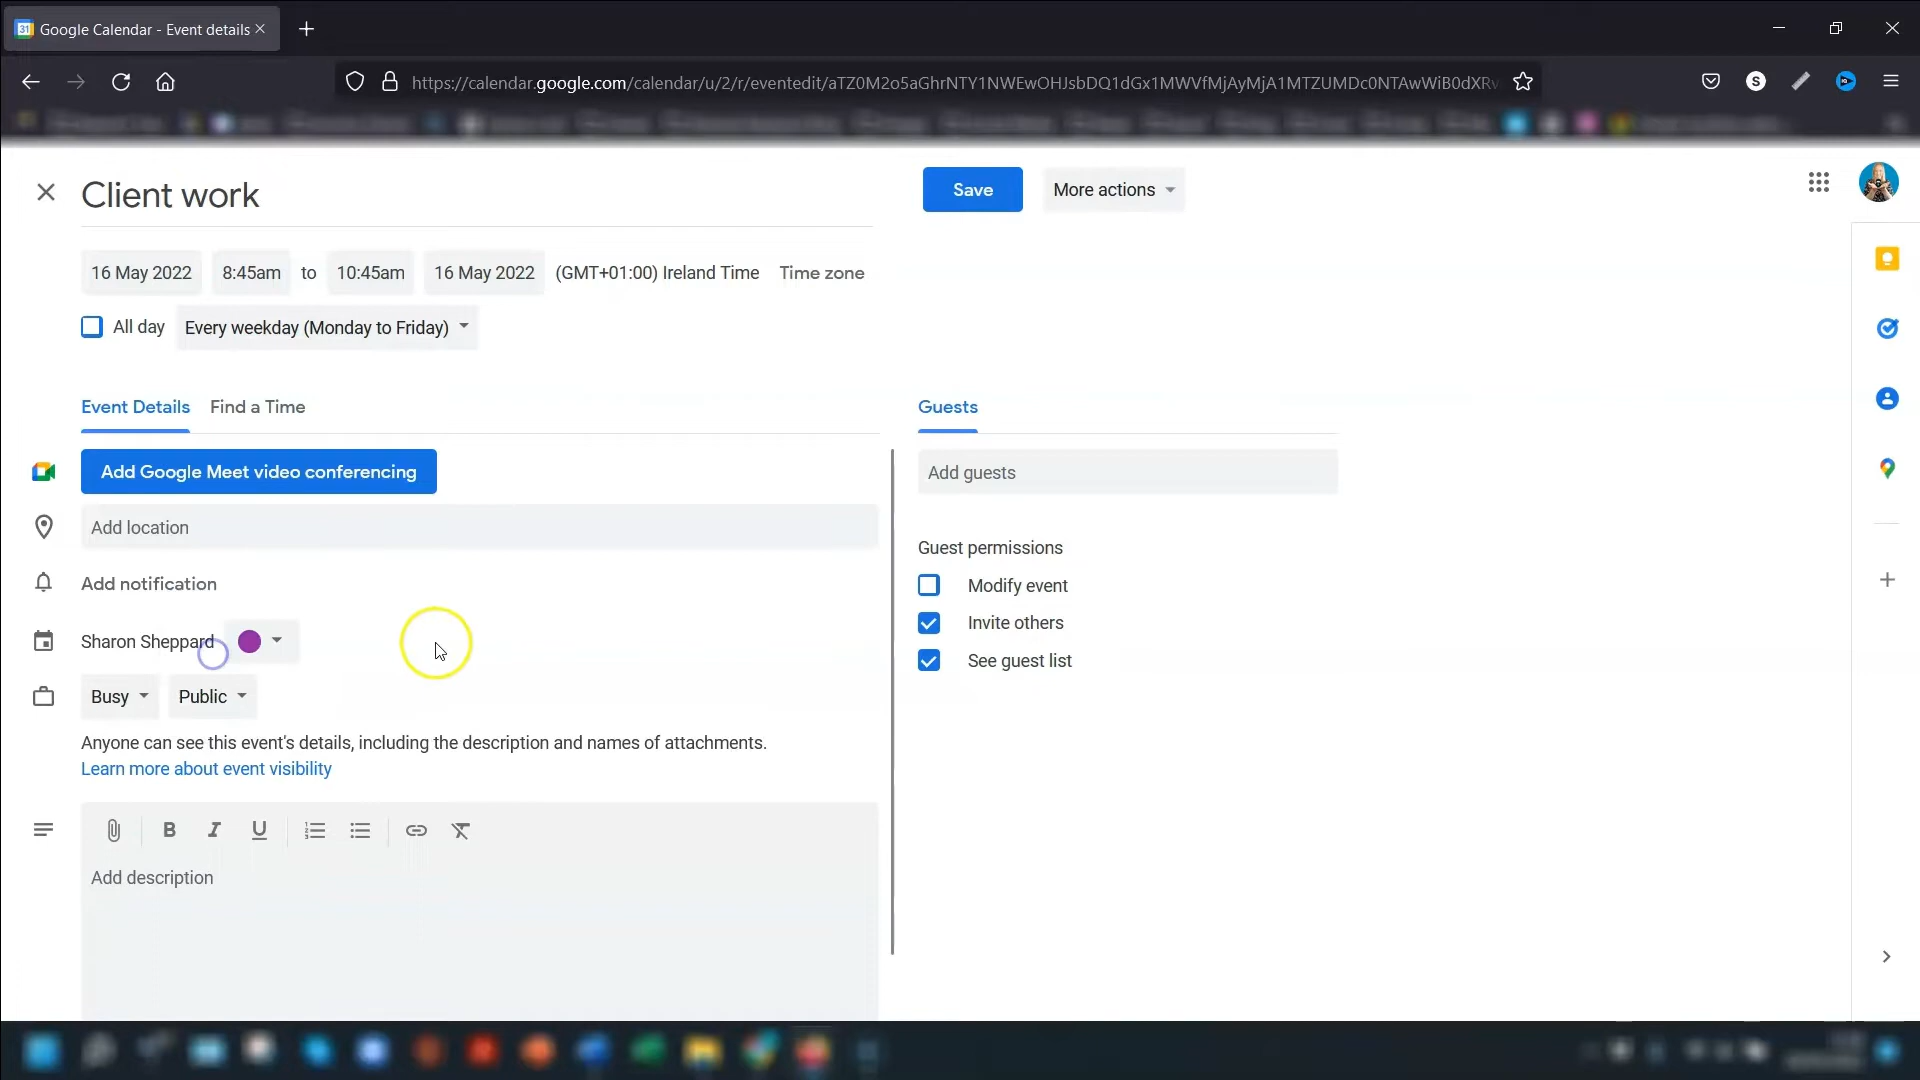 Google Calendar - Event details
https://calendar.google.com/calendar/u/2/r/eventedit/aTZ0M2o5aGhrNTY1NWEwOHJsbDQ1dGx1MWVfMjAyMjA1MTZUMDc0NTAwWiB0dXRv
Client work
Save
More actions
16 May 2022 8:45am to 10:45am 16 May 2022 (GMT+01:00) Ireland Time Time zone
All day Every weekday (Monday to Friday)
Event Details Find a Time
Guests
Add Google Meet video conferencing
Add guests
Add location
Guest permissions
Add notification
Modify event
Invite others
Sharon Sheppard
See guest list
Busy Public
Anyone can see this event's details, including the description and names of attachments.
Learn more about event visibility
B I U
Add description